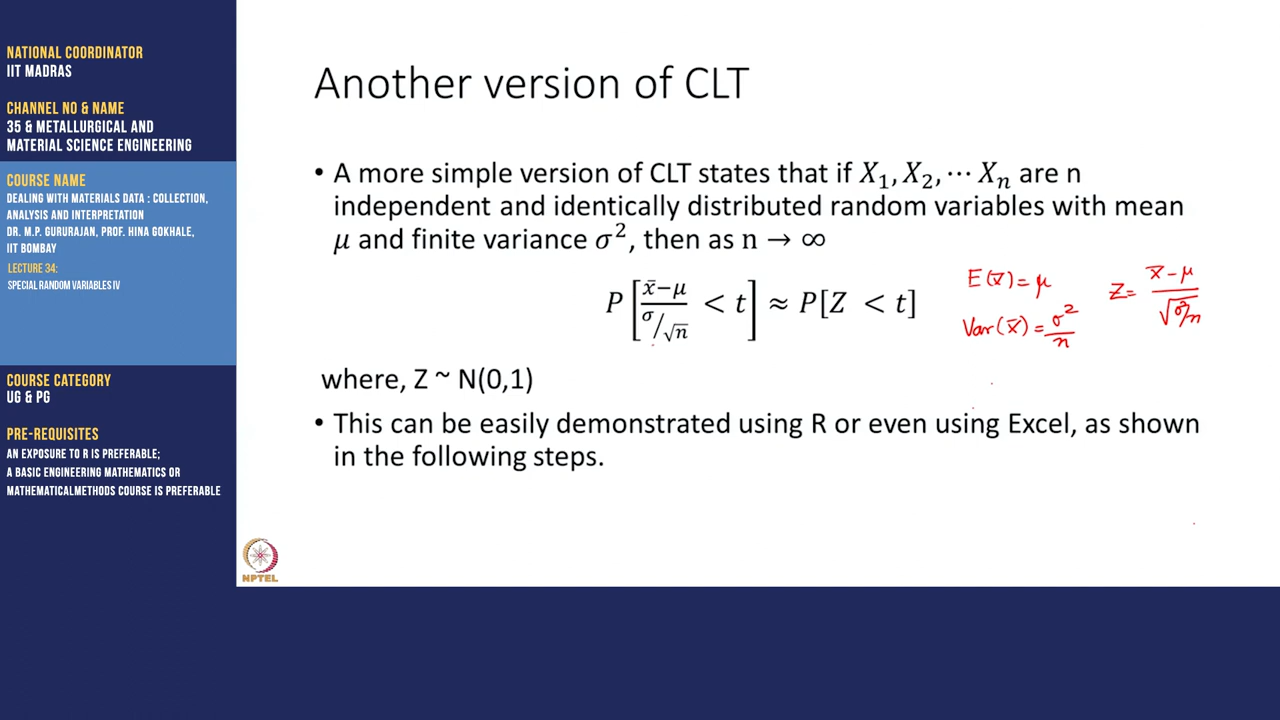 NATIONAL COORDINATOR
IIT MADRAS
CHANNEL NO & NAME
35 & METALLURGICAL AND
MATERIAL SCIENCE ENGINEERING
COURSE NAME
DEALING WITH MATERIALS DATA : COLLECTION,
ANALYSIS AND INTERPRETATION
DR. M.P. GURURAJAN, PROF. HINA GOKHALE,
IIT BOMBAY
LECTURE 34:
SPECIAL RANDOM VARIABLES IV
COURSE CATEGORY
UG & PG
PRE-REQUISITES
AN EXPOSURE TO R IS PREFERABLE;
A BASIC ENGINEERING MATHEMATICS OR
MATHEMATICALMETHODS COURSE IS PREFERABLE
Another version of CLT
• A more simple version of CLT states that if X₁, X₂, ⋯ Xₙ are n
independent and identically distributed random variables with mean
μ and finite variance σ², then as n → ∞
P[(x̄−μ)/(σ/√n) < t] ≈ P[Z < t]
E(x̄) = μ
Var(x̄) = σ²/n
Z = (x̄ − μ)/√(σ²/n)
where, Z ~ N(0,1)
• This can be easily demonstrated using R or even using Excel, as shown
in the following steps.
NPTEL